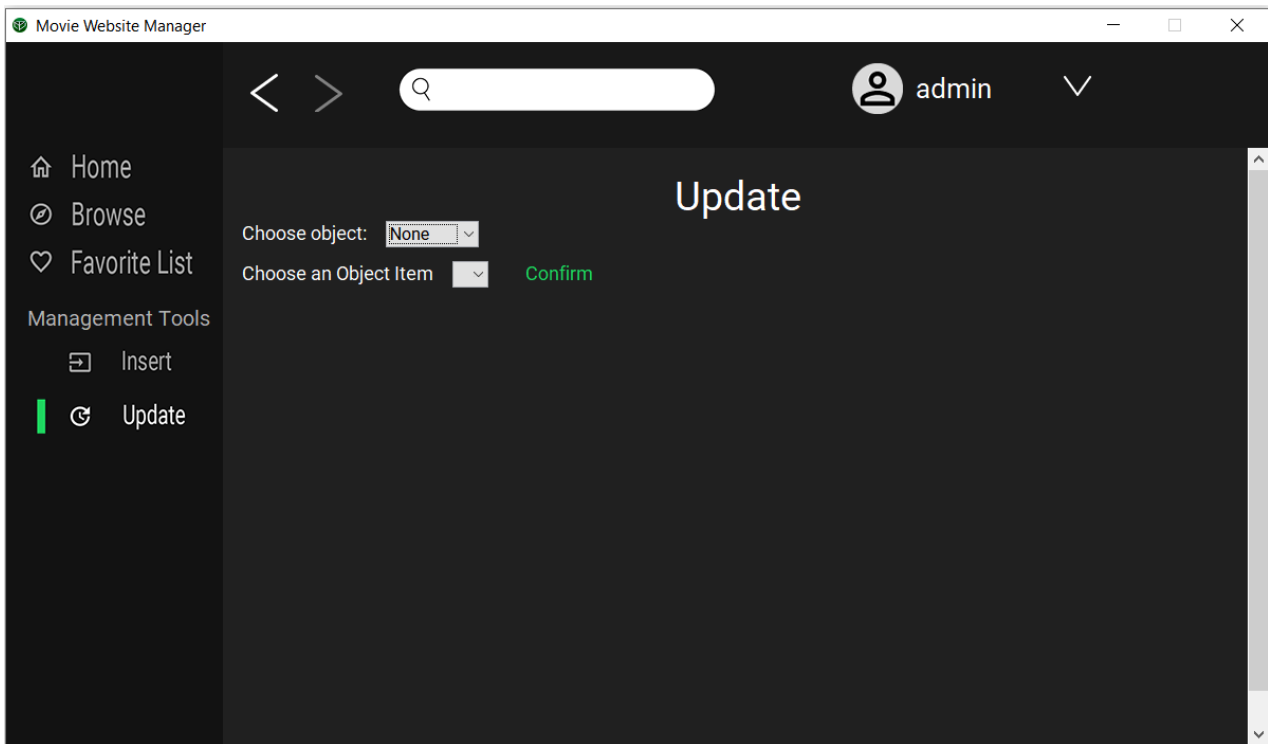 Movie Website Manager
admin
Home
Browse
Favorite List
Management Tools
Insert
Update
Update
Choose object: None
Choose an Object Item Confirm